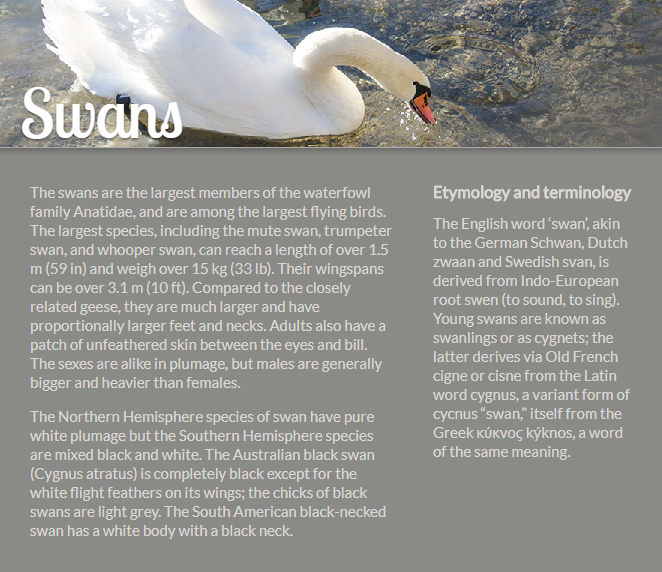 Swans
The swans are the largest members of the waterfowl
family Anatidae, and are among the largest flying birds.
The largest species, including the mute swan, trumpeter
swan, and whooper swan, can reach a length of over 1.5
m (59 in) and weigh over 15 kg (33 lb). Their wingspans
can be over 3.1 m (10 ft). Compared to the closely
related geese, they are much larger and have
proportionally larger feet and necks. Adults also have a
patch of unfeathered skin between the eyes and bill.
The sexes are alike in plumage, but males are generally
bigger and heavier than females.
The Northern Hemisphere species of swan have pure
white plumage but the Southern Hemisphere species
are mixed black and white. The Australian black swan
(Cygnus atratus) is completely black except for the
white flight feathers on its wings; the chicks of black
swans are light grey. The South American black-necked
swan has a white body with a black neck.
Etymology and terminology
The English word ‘swan’, akin
to the German Schwan, Dutch
zwaan and Swedish svan, is
derived from Indo-European
root swen (to sound, to sing).
Young swans are known as
swanlings or as cygnets; the
latter derives via Old French
cigne or cisne from the Latin
word cygnus, a variant form of
cycnus “swan,” itself from the
Greek κύκνος kýknos, a word
of the same meaning.